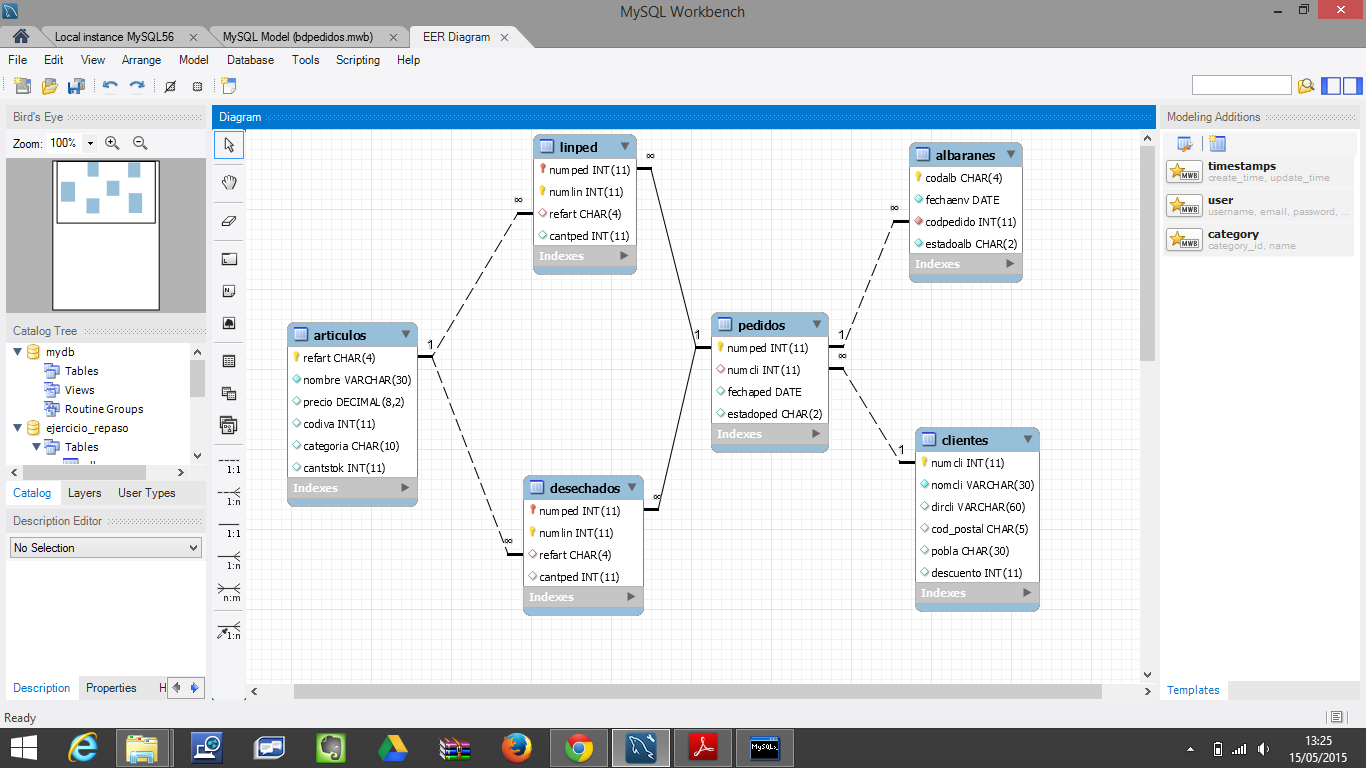 MySQL Workbench
Local instance MySQL56
MySQL Model (bdpedidos.mwb)
EER Diagram
File Edit View Arrange Model Database Tools Scripting Help
Bird's Eye
Zoom: 100%
Catalog Tree
mydb
Tables
Views
Routine Groups
ejercicio_repaso
Tables
Catalog Layers User Types
Description Editor
No Selection
Description Properties H
Ready
Diagram
1:1
1:n
1:1
1:n
n:m
1:n
linped
numped INT(11)
numlin INT(11)
refart CHAR(4)
cantped INT(11)
Indexes
albaranes
codalb CHAR(4)
fechaenv DATE
codpedido INT(11)
estadoalb CHAR(2)
Indexes
articulos
refart CHAR(4)
nombre VARCHAR(30)
precio DECIMAL(8,2)
codiva INT(11)
categoria CHAR(10)
cantstok INT(11)
Indexes
pedidos
numped INT(11)
numcli INT(11)
fechaped DATE
estadoped CHAR(2)
Indexes
desechados
numped INT(11)
numlin INT(11)
refart CHAR(4)
cantped INT(11)
Indexes
clientes
numcli INT(11)
nomcli VARCHAR(30)
dircli VARCHAR(60)
cod_postal CHAR(5)
pobla CHAR(30)
descuento INT(11)
Indexes
∞
∞
∞
1
1
1
∞
∞
∞
1
Modeling Additions
MWB
timestamps
create_time, update_time
MWB
user
username, email, password, ...
MWB
category
category_id, name
Templates
MySQL
13:25
15/05/2015